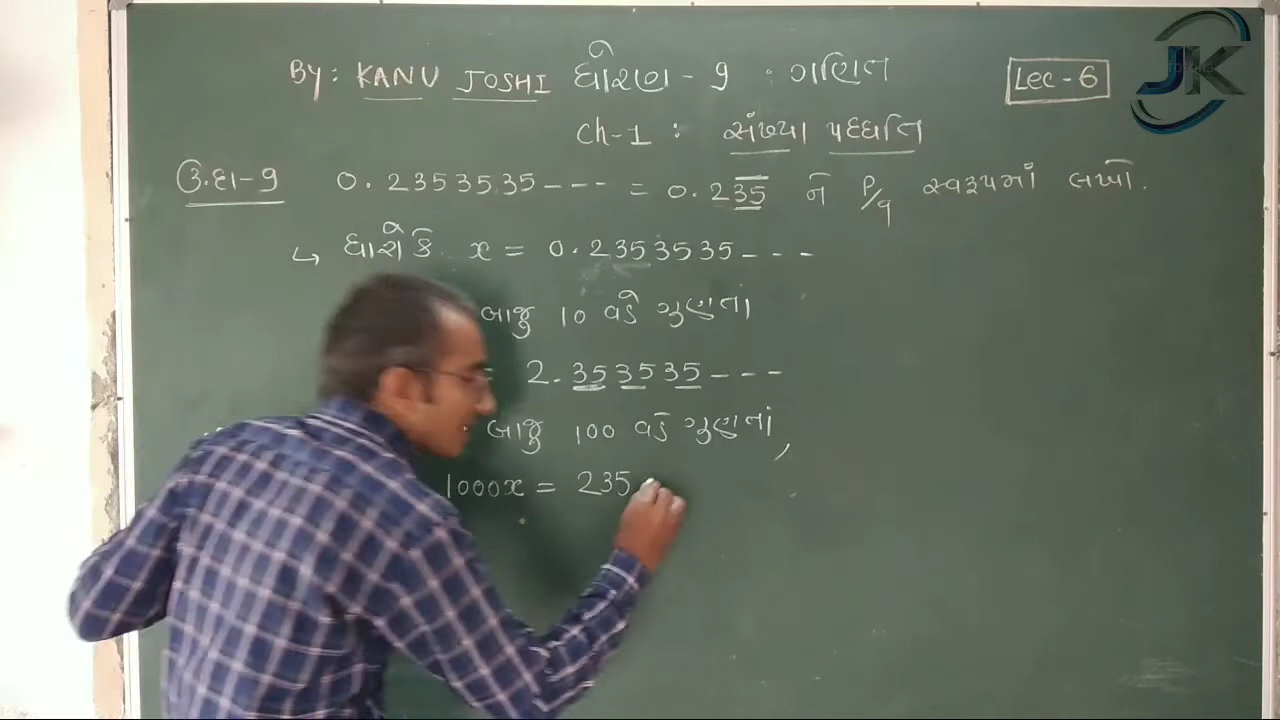 By: KANU JOSHI ધોરણ - 9 : ગણિત
Lec-6
JK
Ch-1 : સંખ્યા પદ્ધતિ
ઉ.દા-9 0.2353535--- = 0.235 ને P/q સ્વરૂપમાં લખો.
↳ ધારો કે x = 0.2353535---
બાજુ 10 વડે ગુણતાં
= 2.353535---
બાજુ 100 વડે ગુણતાં,
1000x = 235